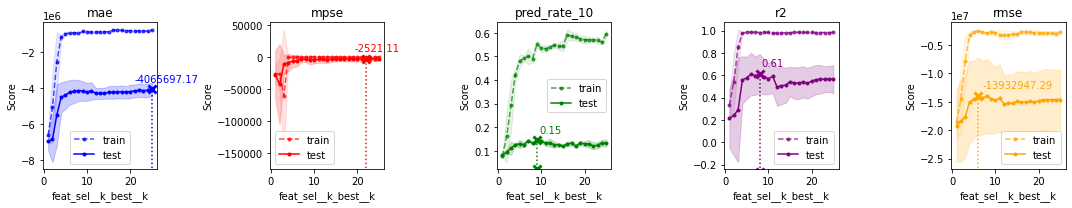 mae
1e6
Score
−2
−4
−6
−8
-4065697.17
train
test
0
10
20
feat_sel__k_best__k
mpse
Score
50000
0
−50000
−100000
−150000
-2521.11
train
test
0
10
20
feat_sel__k_best__k
pred_rate_10
Score
0.6
0.5
0.4
0.3
0.2
0.1
0.15
train
test
0
10
20
feat_sel__k_best__k
r2
Score
1.0
0.8
0.6
0.4
0.2
0.0
−0.2
0.61
train
test
0
10
20
feat_sel__k_best__k
rmse
1e7
Score
−0.5
−1.0
−1.5
−2.0
−2.5
-13932947.29
train
test
0
10
20
feat_sel__k_best__k